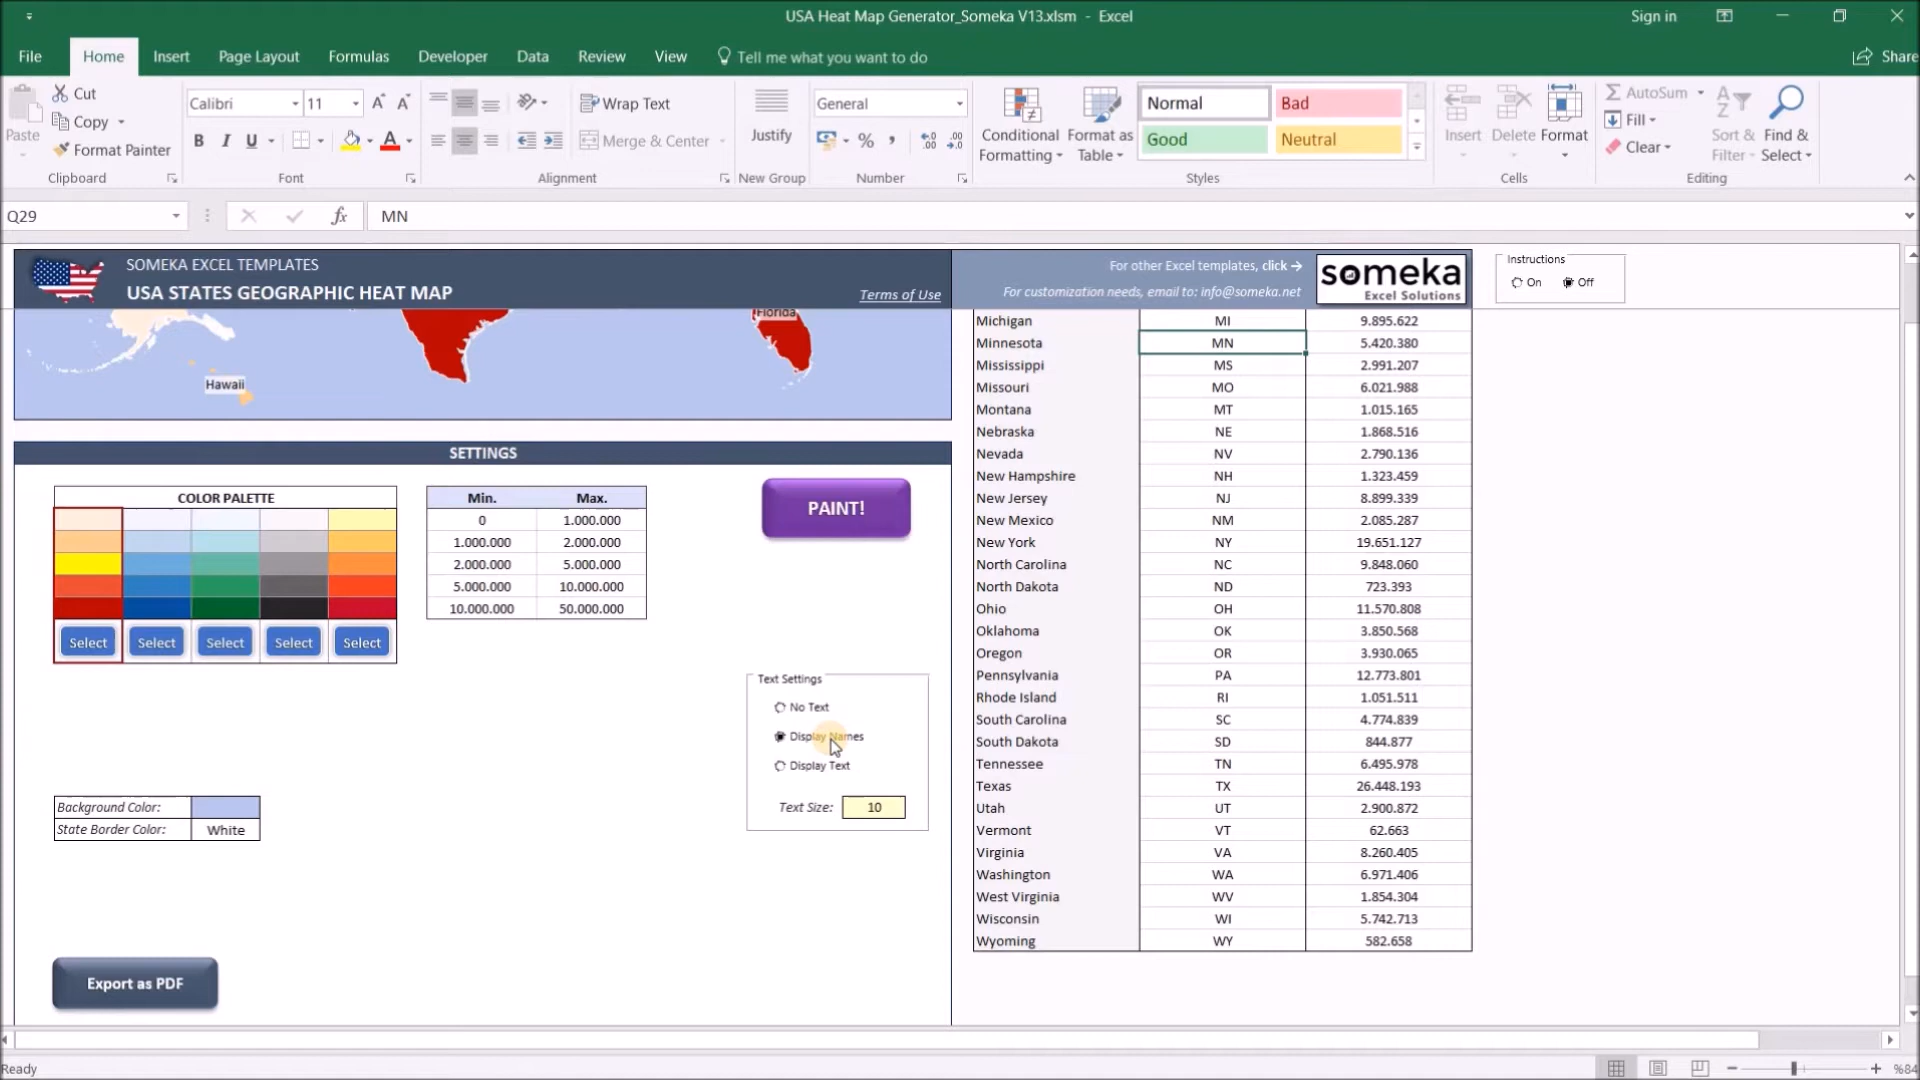 USA Heat Map Generator_Someka V13.xlsm - Excel
Sign in
File Home Insert Page Layout Formulas Developer Data Review View Tell me what you want to do
Share
Paste
Cut
Copy
Format Painter
Clipboard
Calibri 11
B I U
Font
Wrap Text
Merge & Center
Alignment
Justify
New Group
General
%
Number
Conditional Formatting
Format as Table
Normal Bad
Good Neutral
Styles
Insert Delete Format
Cells
AutoSum
Fill
Clear
Sort & Filter
Find & Select
Editing
Q29 fx MN
SOMEKA EXCEL TEMPLATES
USA STATES GEOGRAPHIC HEAT MAP
Terms of Use
For other Excel templates, click →
For customization needs, email to: info@someka.net
someka
Excel Solutions
Instructions
On Off
Florida
Hawaii
SETTINGS
COLOR PALETTE
Select Select Select Select Select
Min. Max.
0 1.000.000
1.000.000 2.000.000
2.000.000 5.000.000
5.000.000 10.000.000
10.000.000 50.000.000
PAINT!
Text Settings
No Text
Display Names
Display Text
Text Size: 10
Background Color:
State Border Color: White
Export as PDF
Michigan MI 9.895.622
Minnesota MN 5.420.380
Mississippi MS 2.991.207
Missouri MO 6.021.988
Montana MT 1.015.165
Nebraska NE 1.868.516
Nevada NV 2.790.136
New Hampshire NH 1.323.459
New Jersey NJ 8.899.339
New Mexico NM 2.085.287
New York NY 19.651.127
North Carolina NC 9.848.060
North Dakota ND 723.393
Ohio OH 11.570.808
Oklahoma OK 3.850.568
Oregon OR 3.930.065
Pennsylvania PA 12.773.801
Rhode Island RI 1.051.511
South Carolina SC 4.774.839
South Dakota SD 844.877
Tennessee TN 6.495.978
Texas TX 26.448.193
Utah UT 2.900.872
Vermont VT 62.663
Virginia VA 8.260.405
Washington WA 6.971.406
West Virginia WV 1.854.304
Wisconsin WI 5.742.713
Wyoming WY 582.658
Ready
%84